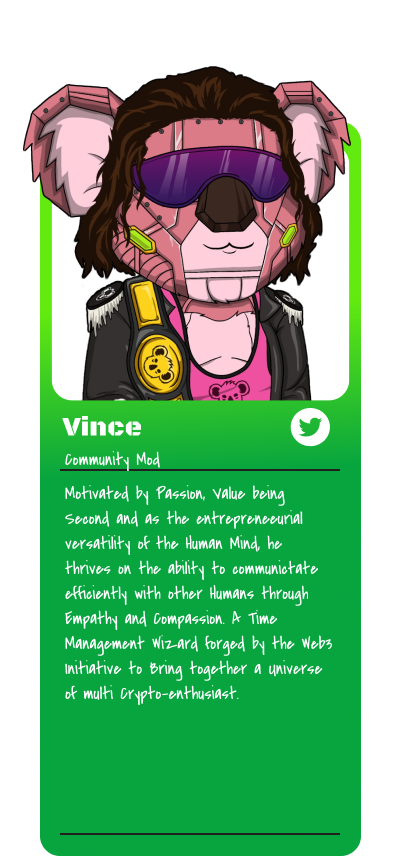 Vince
Community Mod
Motivated by Passion, Value being
Second and as the entrepreneeurial
versatility of the Human Mind, he
thrives on the ability to communictate
efficiently with other Humans through
Empathy and Compassion. A Time
Management Wizard forged by the Web3
Initiative to Bring together a universe
of multi Crypto-enthusiast.